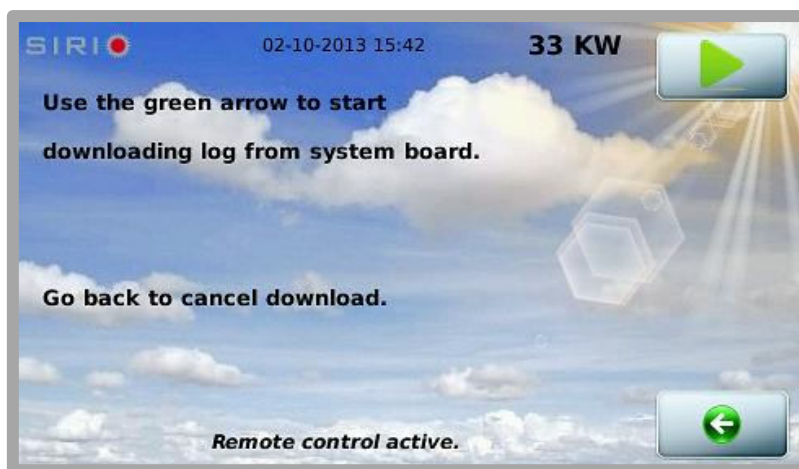 SIRIO 02-10-2013 15:42 33 KW
Use the green arrow to start
downloading log from system board.
Go back to cancel download.
Remote control active.